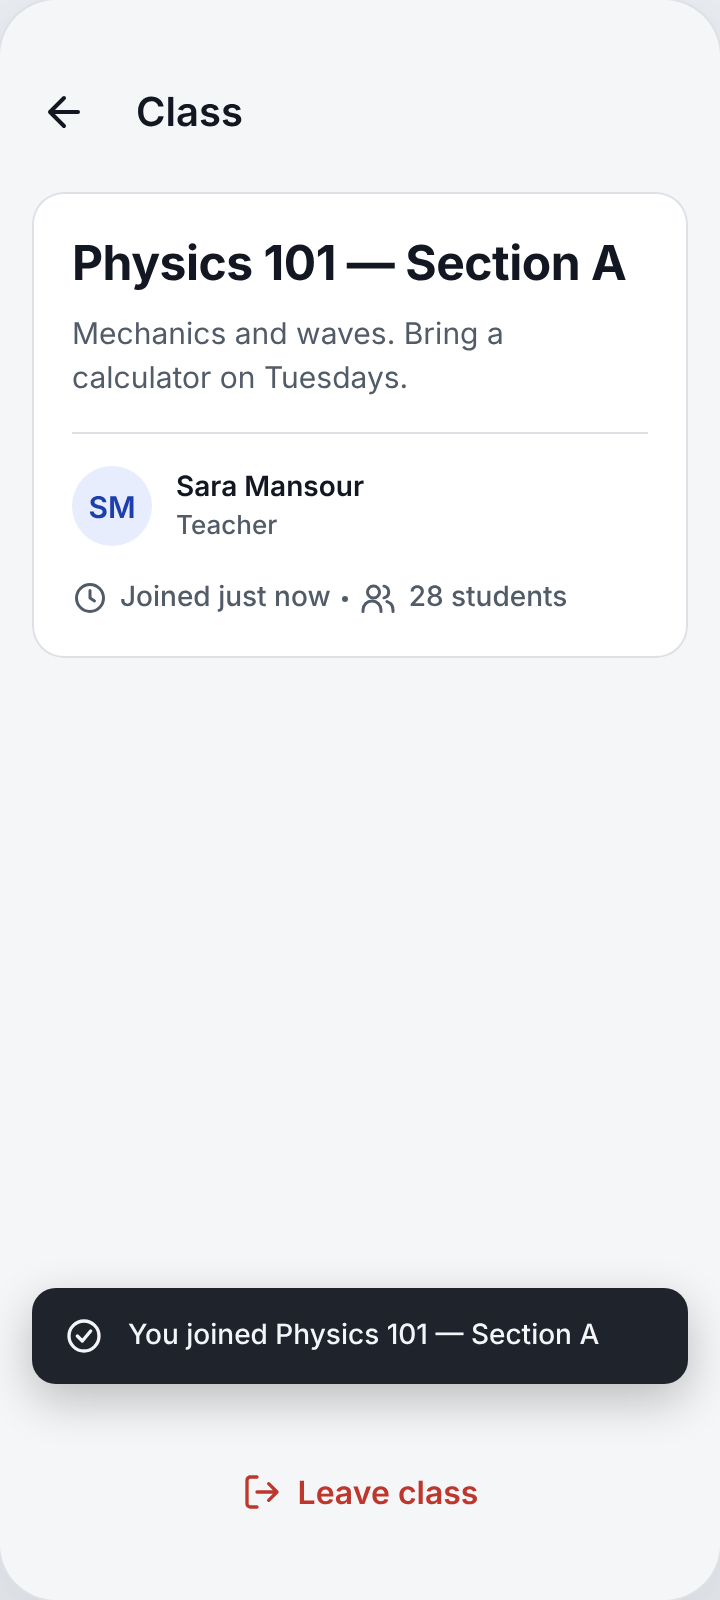 Class
Physics 101 — Section A
Mechanics and waves. Bring a
calculator on Tuesdays.
SM
Sara Mansour
Teacher
Joined just now • 28 students
You joined Physics 101 — Section A
Leave class